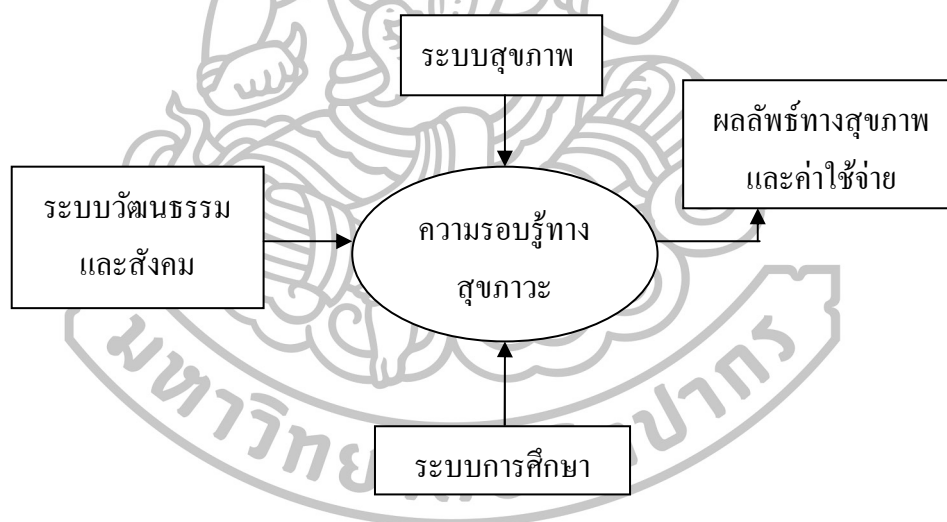 ระบบสุขภาพ
ผลลัพธ์ทางสุขภาพ
และค่าใช้จ่าย
ระบบวัฒนธรรม
และสังคม
ความรอบรู้ทาง
สุขภาวะ
ระบบการศึกษา